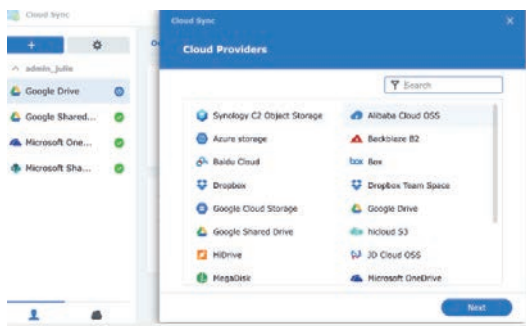 Cloud Sync
+
admin_julie
Google Drive
Google Shared...
Microsoft One...
Microsoft Sha...
Cloud Sync
Cloud Providers
Search
Synology C2 Object Storage
Alibaba Cloud OSS
Azure storage
Backblaze B2
Baidu Cloud
box Box
Dropbox
Dropbox Team Space
Google Cloud Storage
Google Drive
Google Shared Drive
hicloud S3
HiDrive
JD Cloud OSS
MegaDisk
Microsoft OneDrive
Next